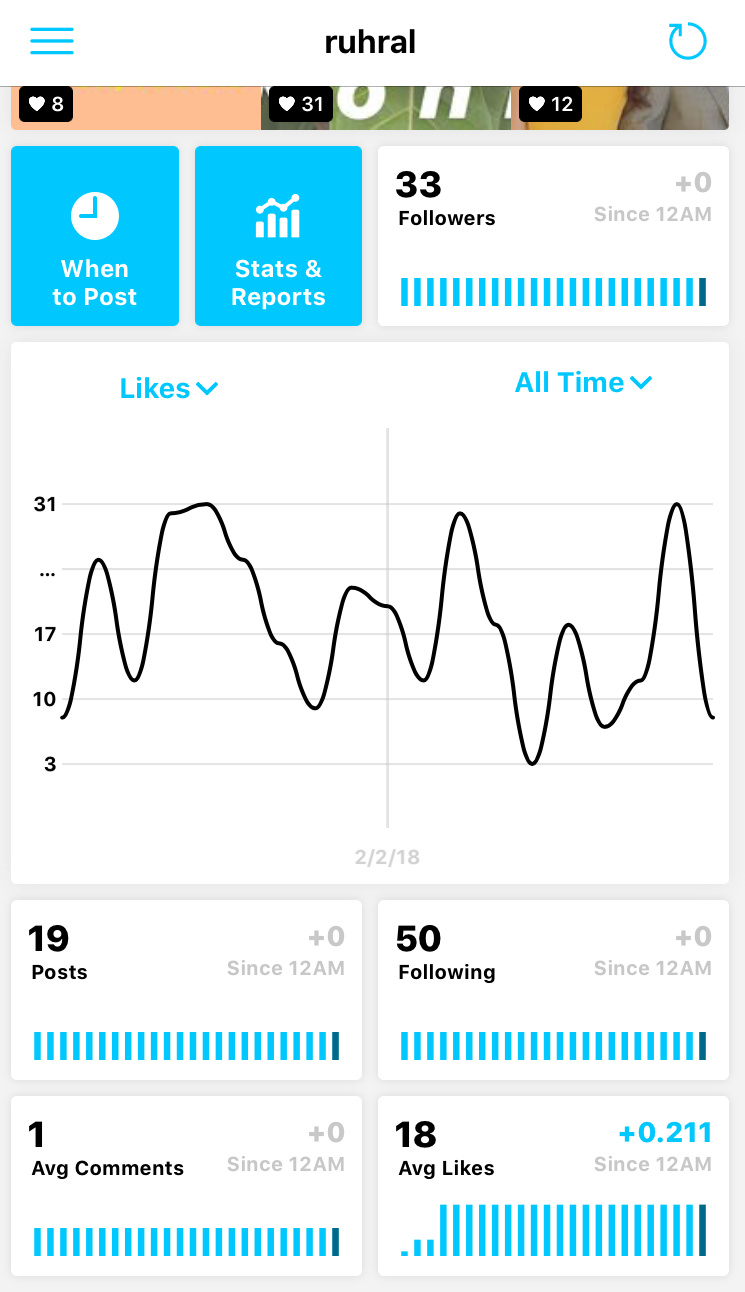 ruhral
8
31
12
o n
When
to Post
Stats &
Reports
33
+0
Followers
Since 12AM
Likes
All Time
31
...
17
10
3
2/2/18
19
+0
Posts
Since 12AM
50
+0
Following
Since 12AM
1
+0
Avg Comments
Since 12AM
18
+0.211
Avg Likes
Since 12AM